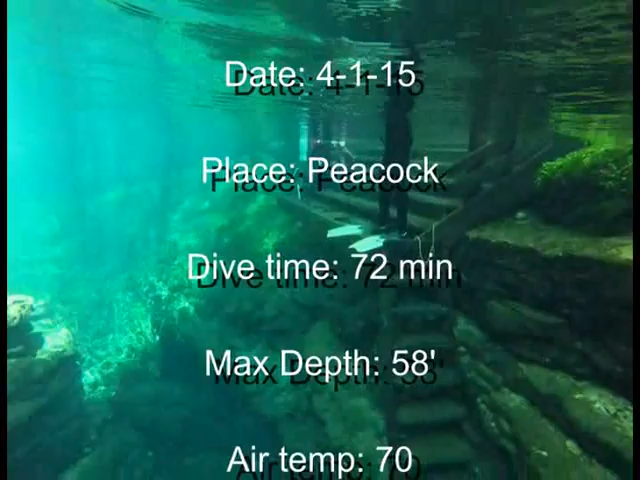 Date: 4-1-15
Place: Peacock
Dive time: 72 min
Max Depth: 58'
Air temp: 70